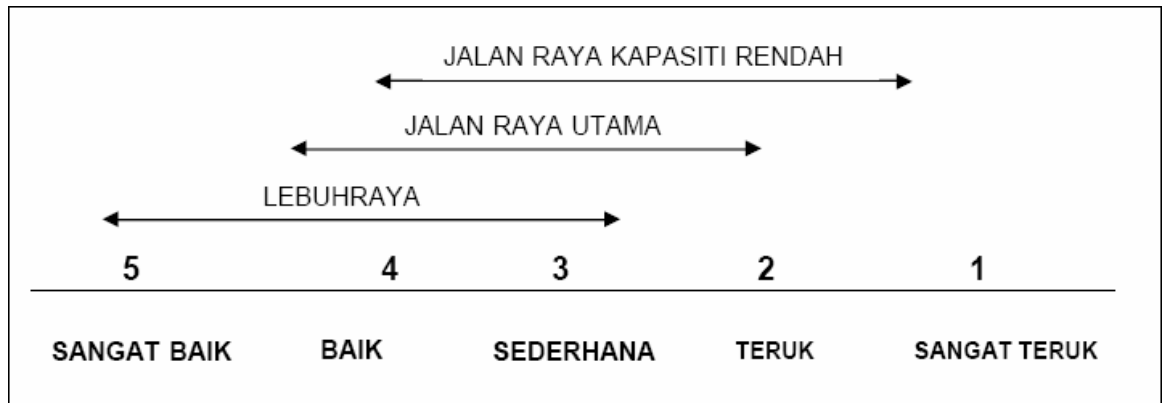 JALAN RAYA KAPASITI RENDAH
JALAN RAYA UTAMA
LEBUHRAYA
5 4 3 2 1
SANGAT BAIK BAIK SEDERHANA TERUK SANGAT TERUK